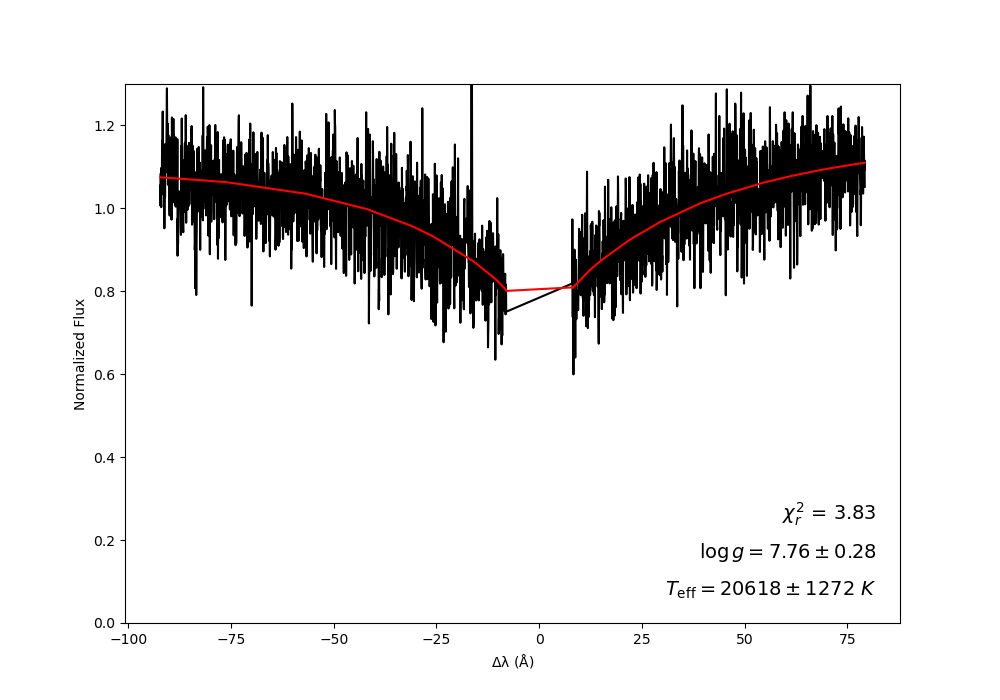 1.2
1.0
0.8
0.6
0.4
0.2
0.0
Normalized Flux
χ²ᵣ = 3.83
log g = 7.76 ± 0.28
T_eff = 20618 ± 1272 K
−100 −75 −50 −25 0 25 50 75
Δλ (Å)